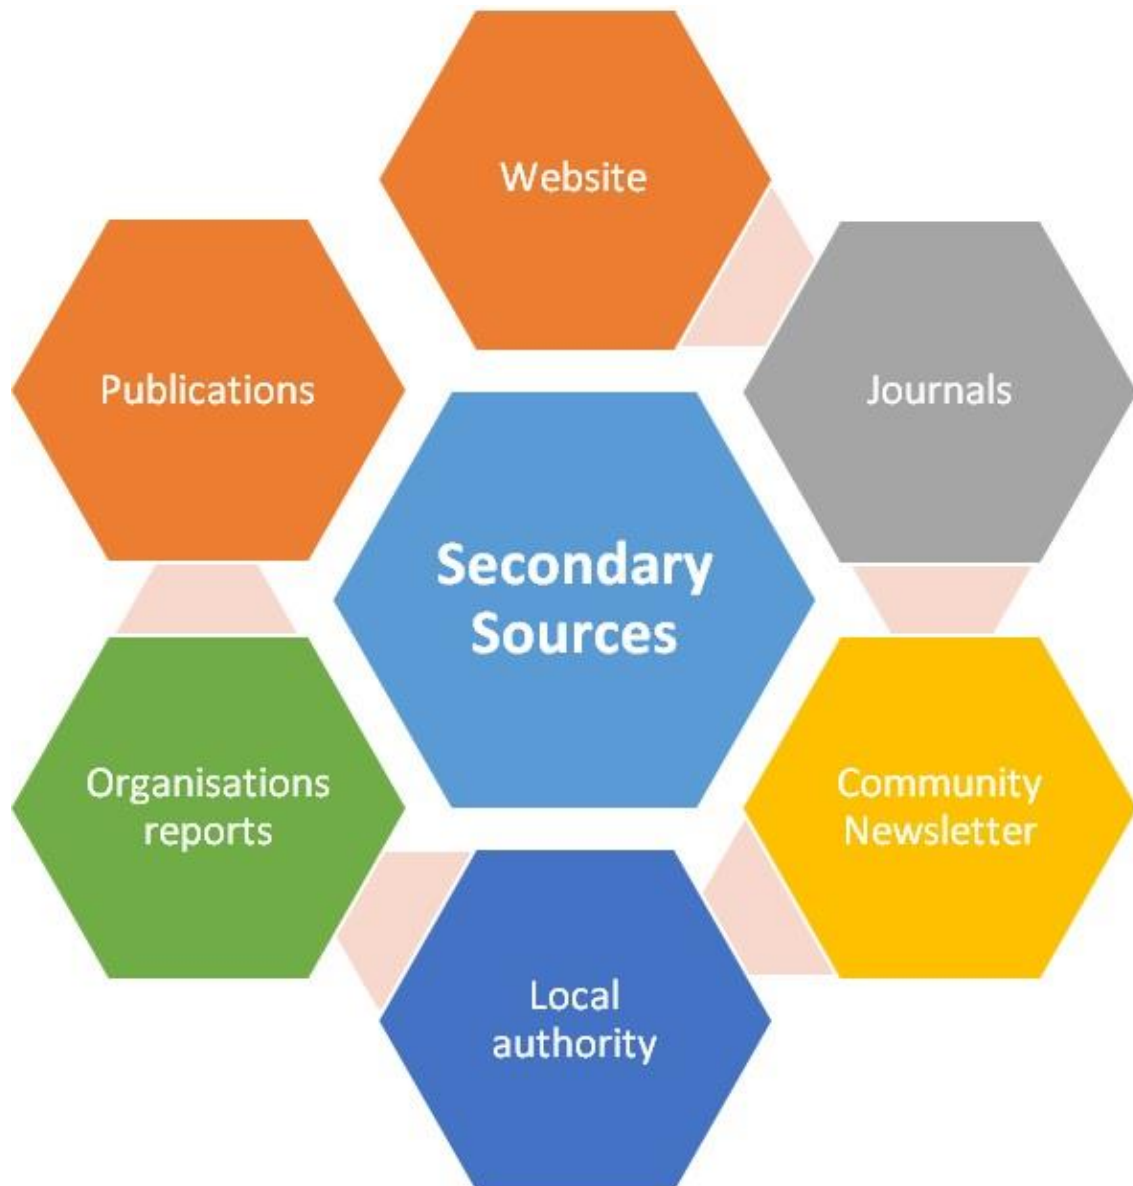 Website
Publications
Journals
Secondary
Sources
Organisations
reports
Community
Newsletter
Local
authority